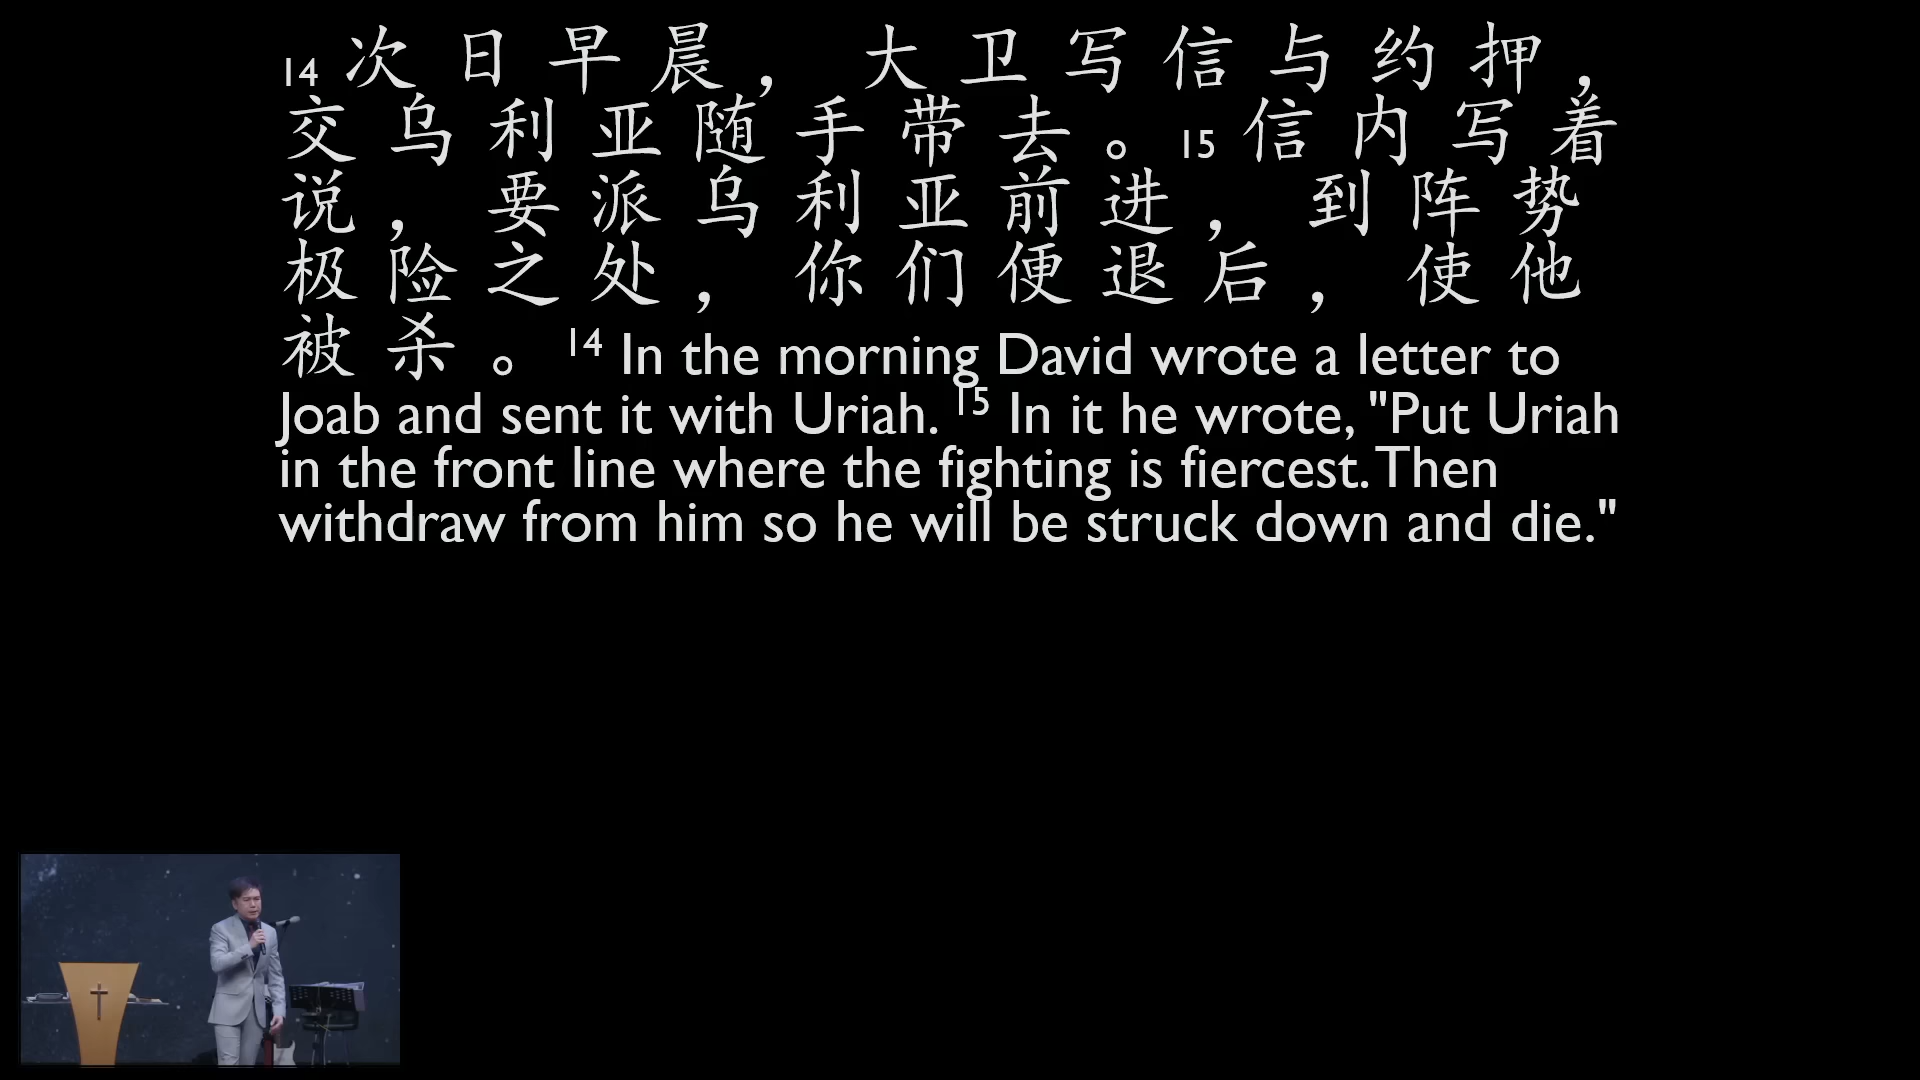 14 次日早晨， 大卫写信与约押，
交乌利亚随手带去。15 信内写着
说， 要派乌利亚前进， 到阵势
极险之处， 你们便退后， 使他
被杀。14 In the morning David wrote a letter to
Joab and sent it with Uriah. 15 In it he wrote, "Put Uriah
in the front line where the fighting is fiercest. Then
withdraw from him so he will be struck down and die."